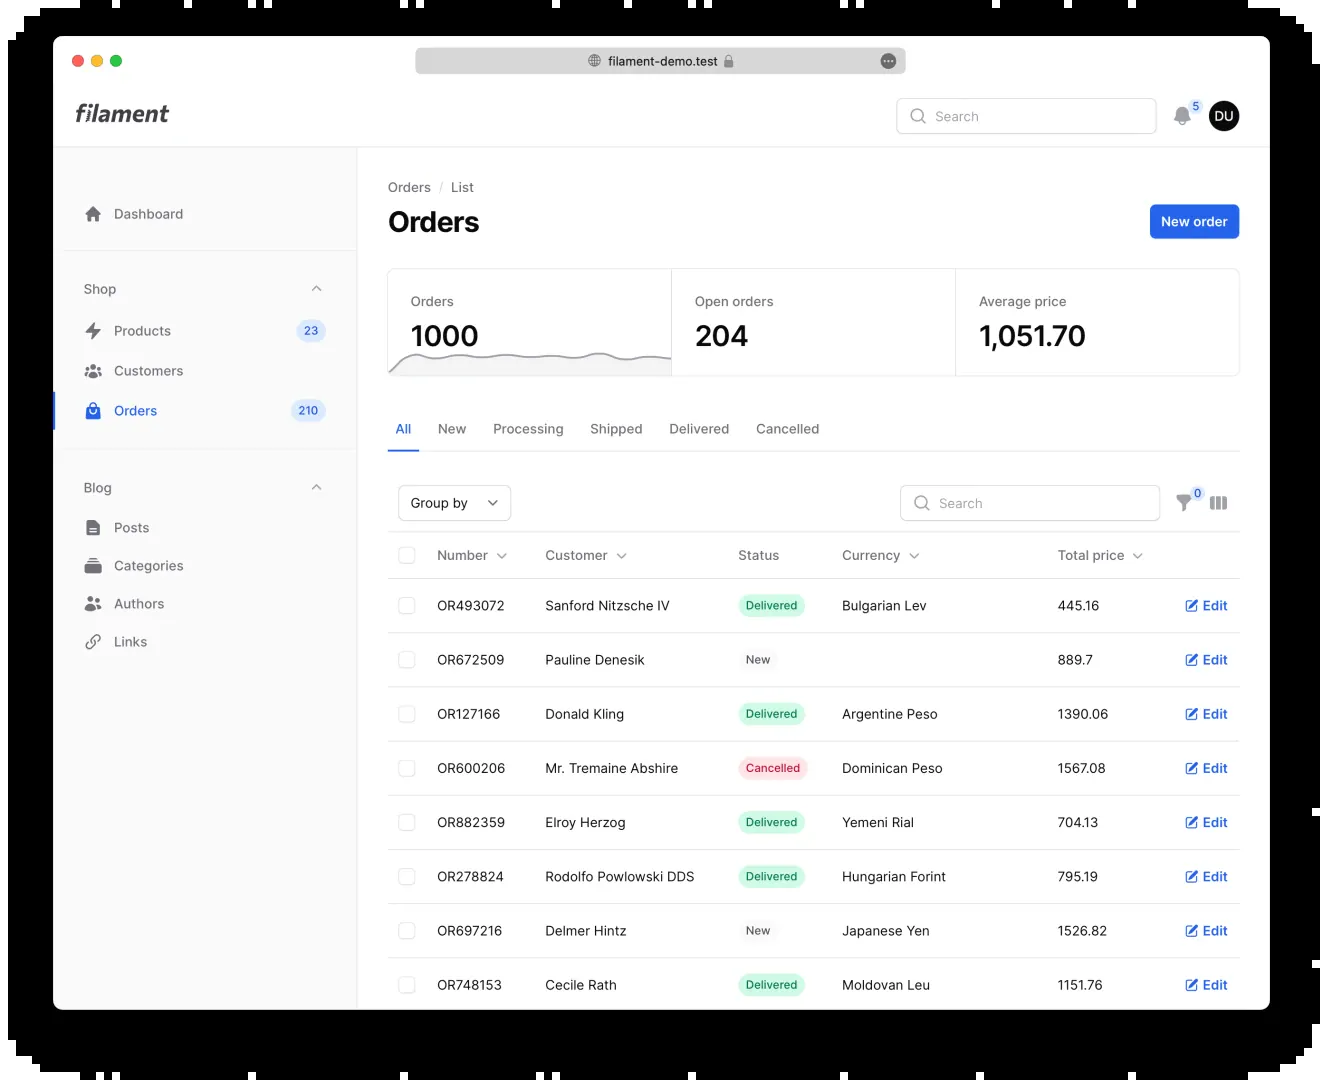 filament-demo.test
filament
Search
5
DU
Dashboard
Shop
Products 23
Customers
Orders 210
Blog
Posts
Categories
Authors
Links
Orders / List
Orders
New order
Orders
1000
Open orders
204
Average price
1,051.70
All New Processing Shipped Delivered Cancelled
Group by
Search
0
Number Customer Status Currency Total price
OR493072 Sanford Nitzsche IV Delivered Bulgarian Lev 445.16 Edit
OR672509 Pauline Denesik New 889.7 Edit
OR127166 Donald Kling Delivered Argentine Peso 1390.06 Edit
OR600206 Mr. Tremaine Abshire Cancelled Dominican Peso 1567.08 Edit
OR882359 Elroy Herzog Delivered Yemeni Rial 704.13 Edit
OR278824 Rodolfo Powlowski DDS Delivered Hungarian Forint 795.19 Edit
OR697216 Delmer Hintz New Japanese Yen 1526.82 Edit
OR748153 Cecile Rath Delivered Moldovan Leu 1151.76 Edit